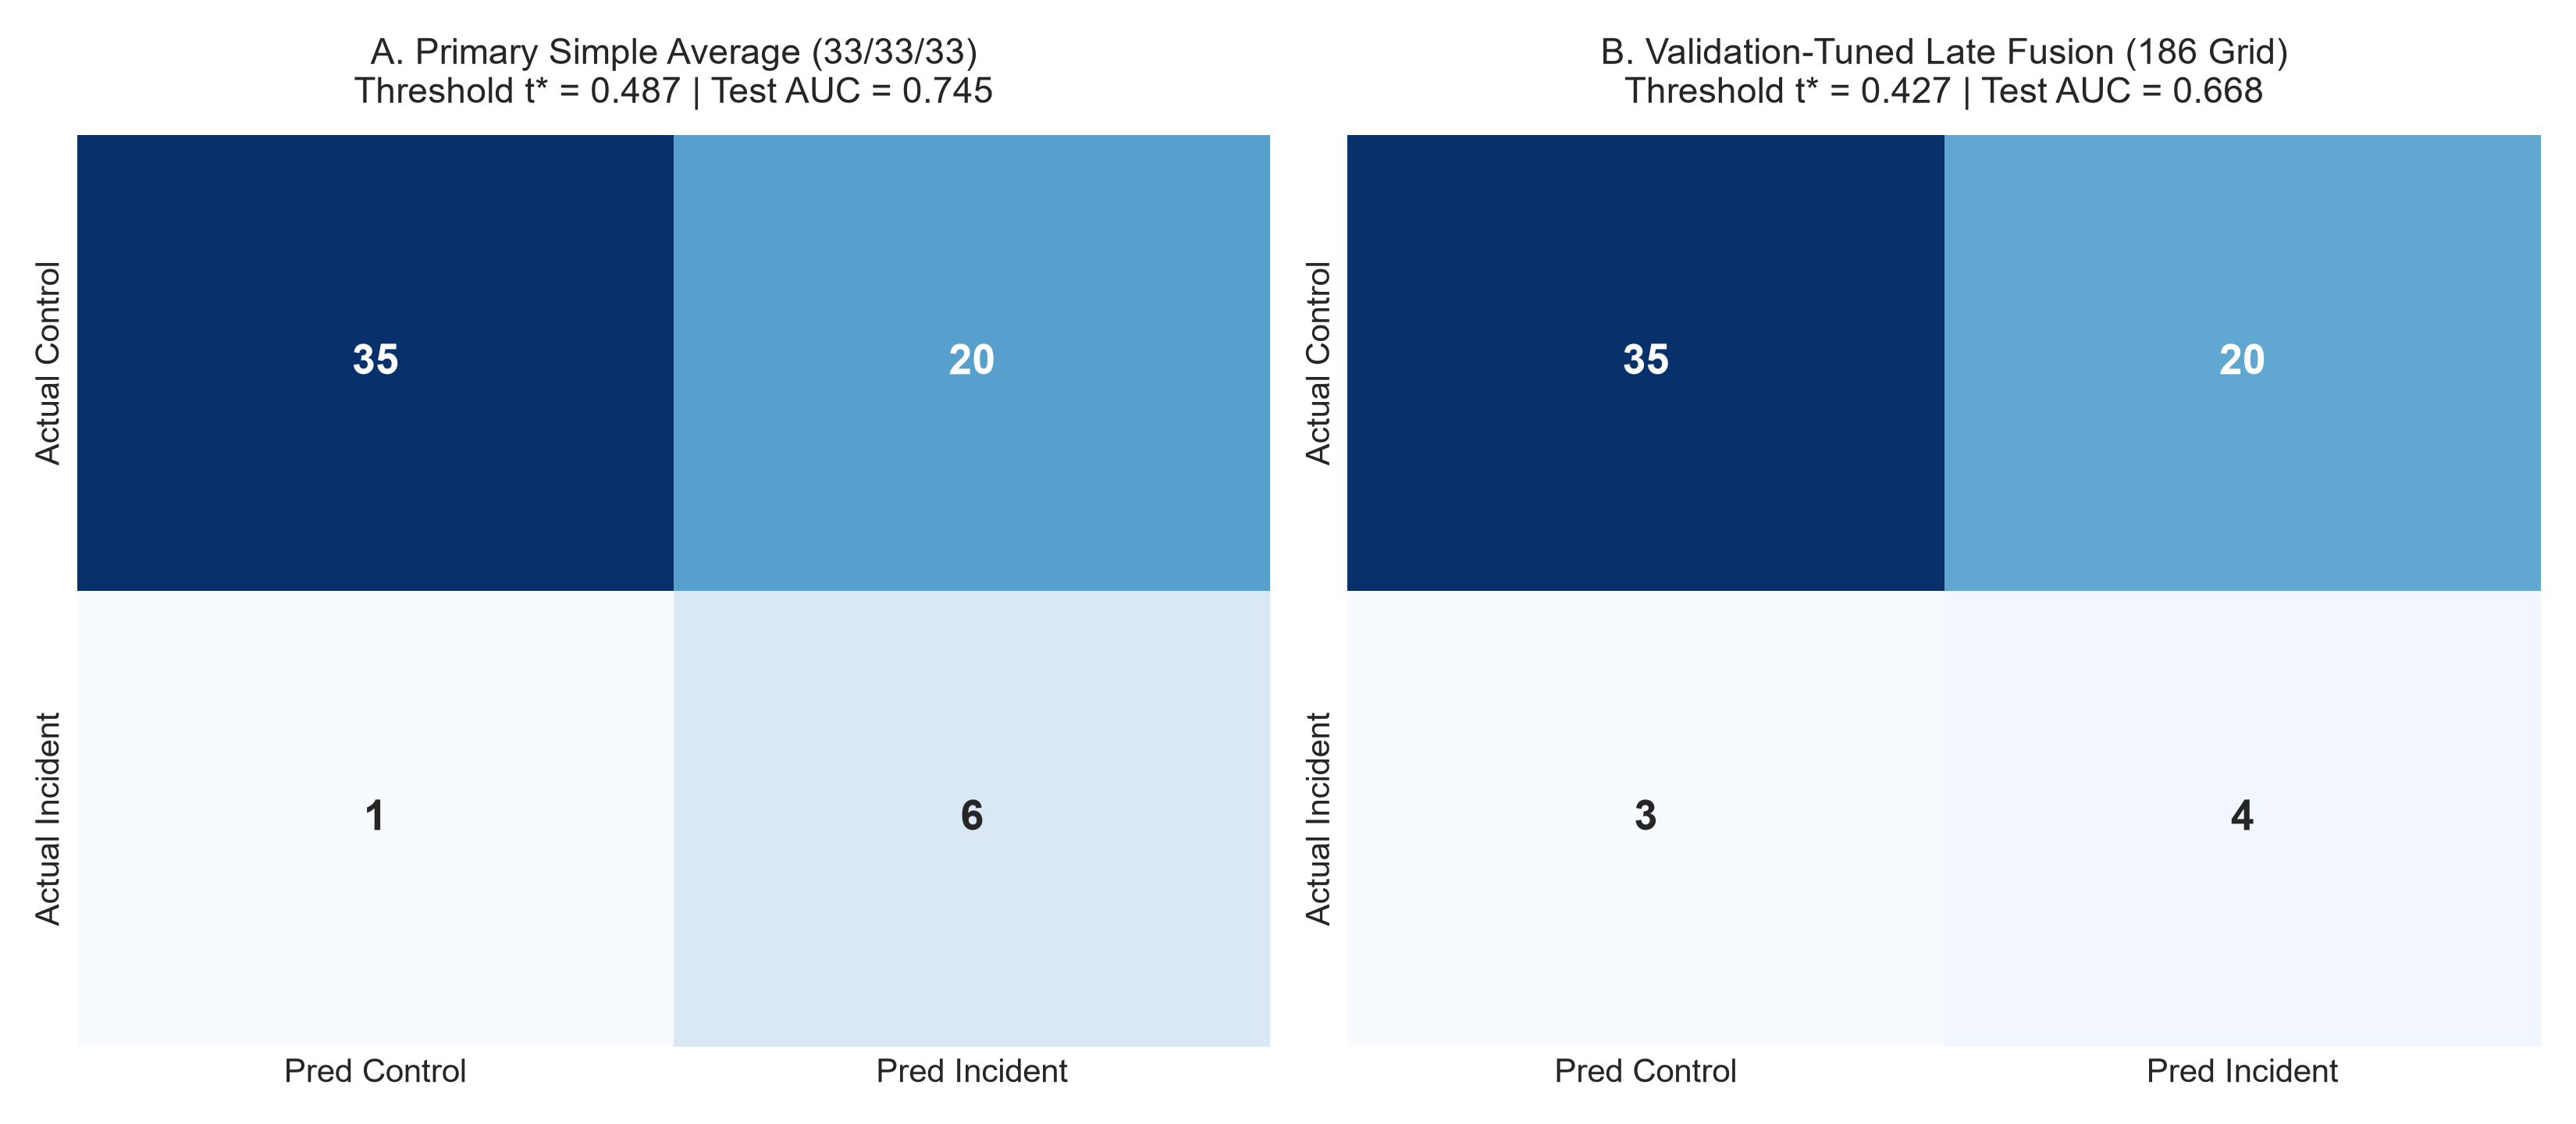 A. Primary Simple Average (33/33/33)
Threshold t* = 0.487 | Test AUC = 0.745
Actual Control
35
20
Actual Incident
1
6
Pred Control
Pred Incident
B. Validation-Tuned Late Fusion (186 Grid)
Threshold t* = 0.427 | Test AUC = 0.668
Actual Control
35
20
Actual Incident
3
4
Pred Control
Pred Incident